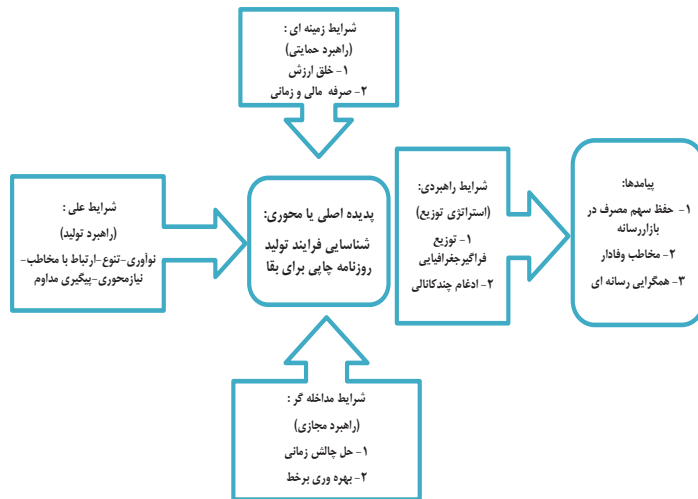 شرایط زمینه ای :
(راهبرد حمایتی)
۱- خلق ارزش
۲- صرفه مالی و زمانی
شرایط علی :
(راهبرد تولید)
نوآوری-تنوع-ارتباط با مخاطب-
نیازمحوری-پیگیری مداوم
پدیده اصلی یا محوری:
شناسایی فرایند تولید
روزنامه چاپی برای بقا
شرایط راهبردی:
(استراتژی توزیع)
۱- توزیع
فراگیرجغرافیایی
۲- ادغام چندکانالی
پیامدها:
۱- حفظ سهم مصرف در
بازاررسانه
۲- مخاطب وفادار
۳- همگرایی رسانه ای
شرایط مداخله گر :
(راهبرد مجازی)
۱- حل چالش زمانی
۲- بهره وری برخط